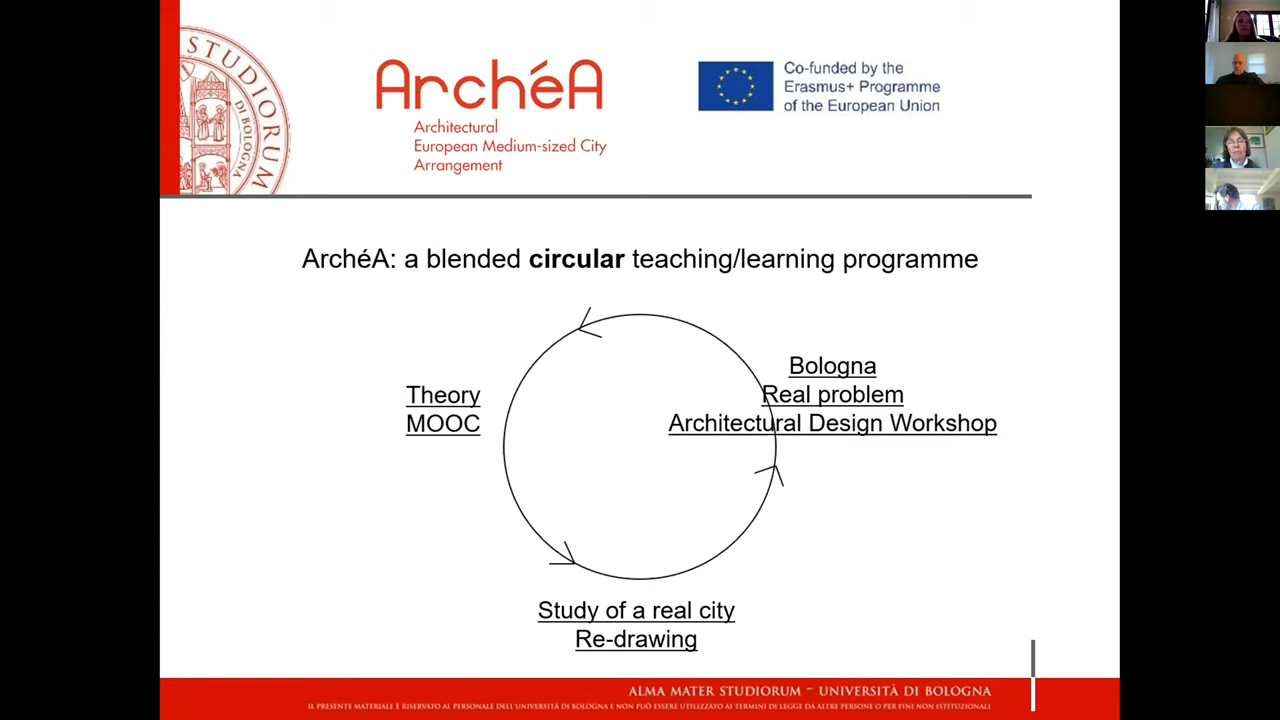 STUDIORUM
DI BOLOGNA
ArchéA
Architectural
European Medium-sized City
Arrangement
Co-funded by the
Erasmus+ Programme
of the European Union
ArchéA: a blended circular teaching/learning programme
Theory
MOOC
Bologna
Real problem
Architectural Design Workshop
Study of a real city
Re-drawing
ALMA MATER STUDIORUM – UNIVERSITÀ DI BOLOGNA
IL PRESENTE MATERIALE È RISERVATO AL PERSONALE DELL'UNIVERSITÀ DI BOLOGNA E NON PUÒ ESSERE UTILIZZATO AI TERMINI DI LEGGE DA ALTRE PERSONE O PER FINI NON ISTITUZIONALI